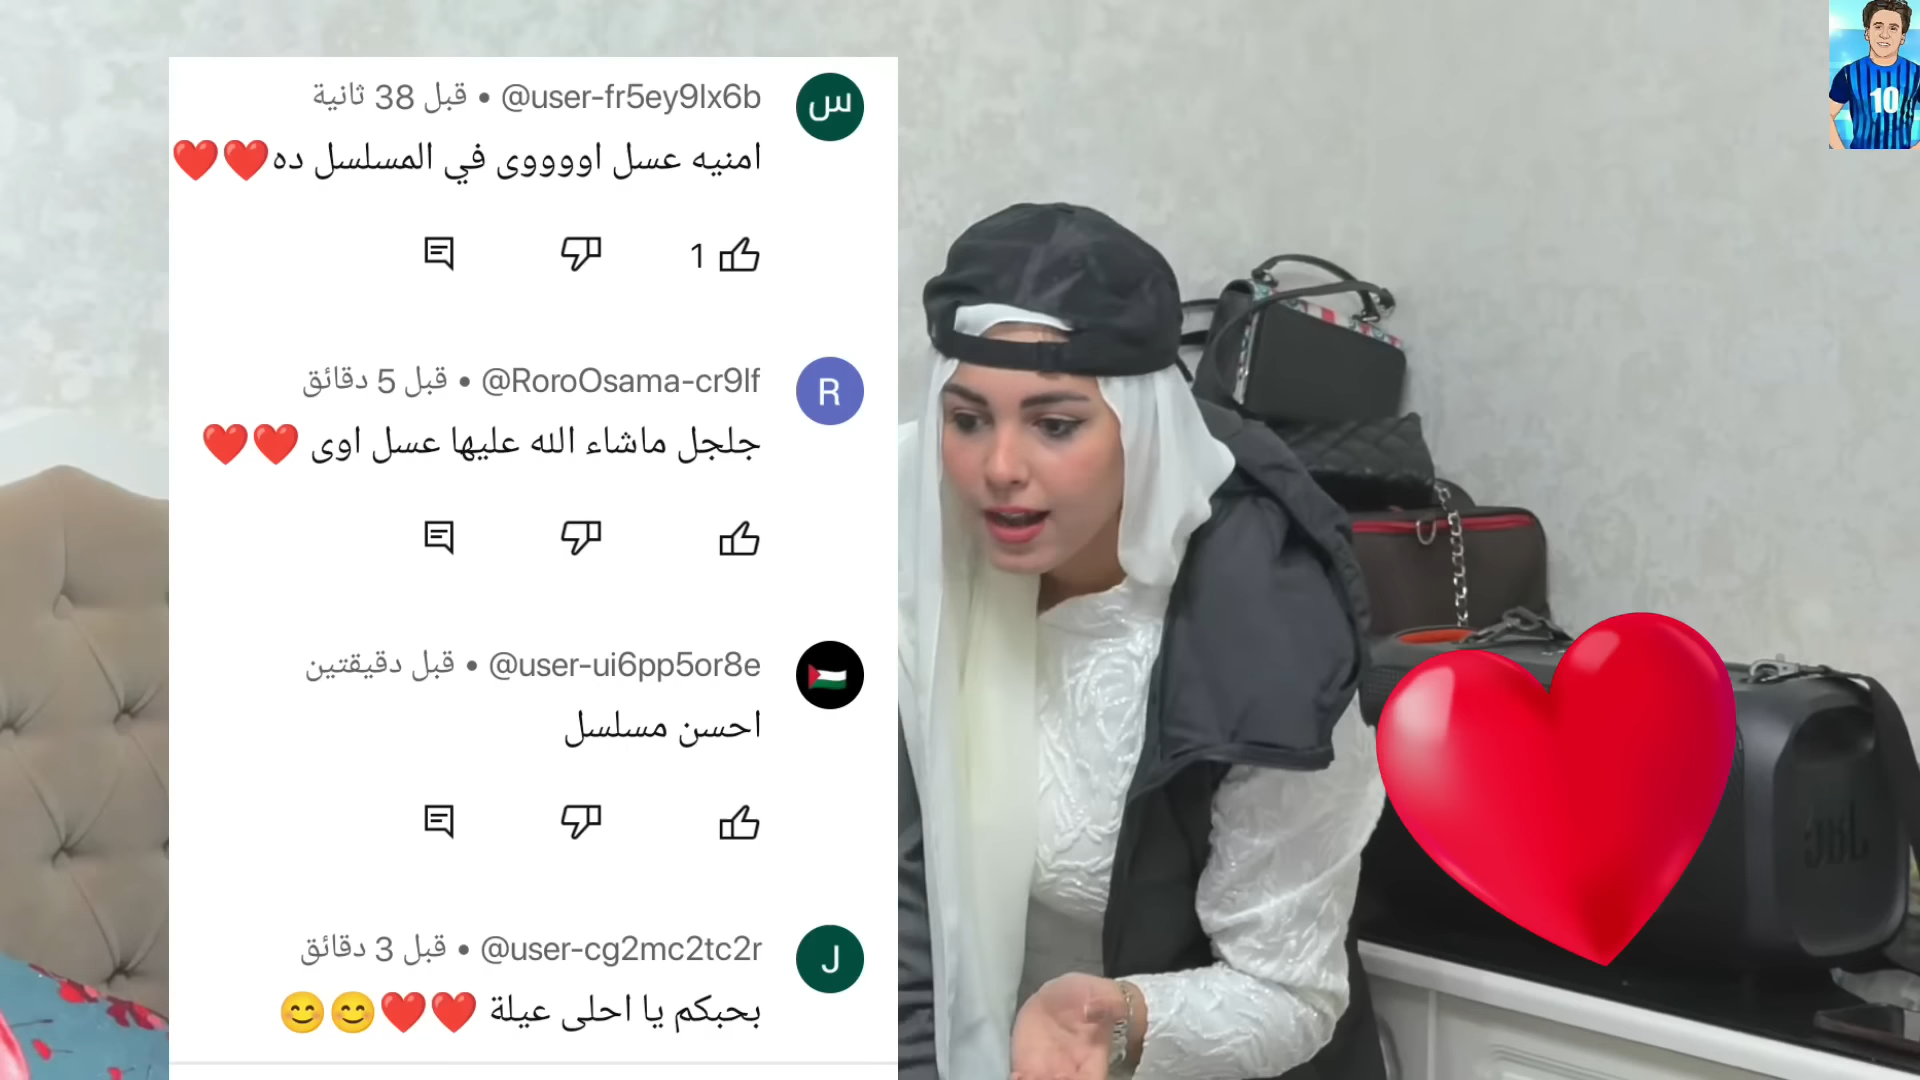 س
@user-fr5ey9lx6b • قبل 38 ثانية
امنيه عسل اوووى في المسلسل ده❤️❤️
1
R
@RoroOsama-cr9lf • قبل 5 دقائق
جلجل ماشاء الله عليها عسل اوى ❤️❤️
@user-ui6pp5or8e • قبل دقيقتين
احسن مسلسل
J
@user-cg2mc2tc2r • قبل 3 دقائق
بحبكم يا احلى عيلة ❤️❤️😊😊
10
JBL